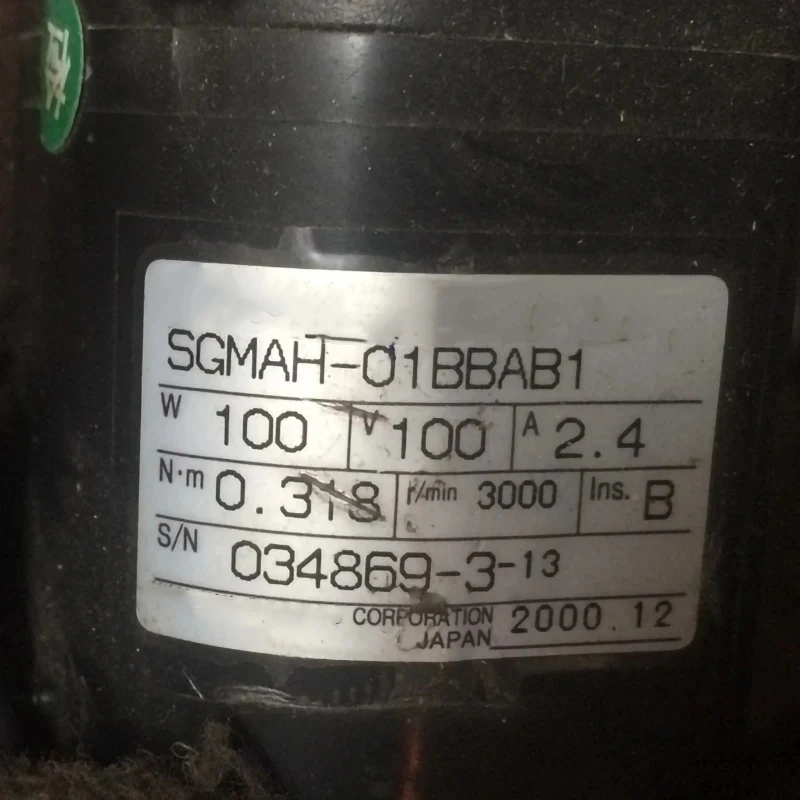 SGMAH-01BBAB1
W 100 V 100 A 2.4
N·m 0.318 r/min 3000 Ins. B
S/N 034869-3-13
CORPORATION 2000.12
JAPAN